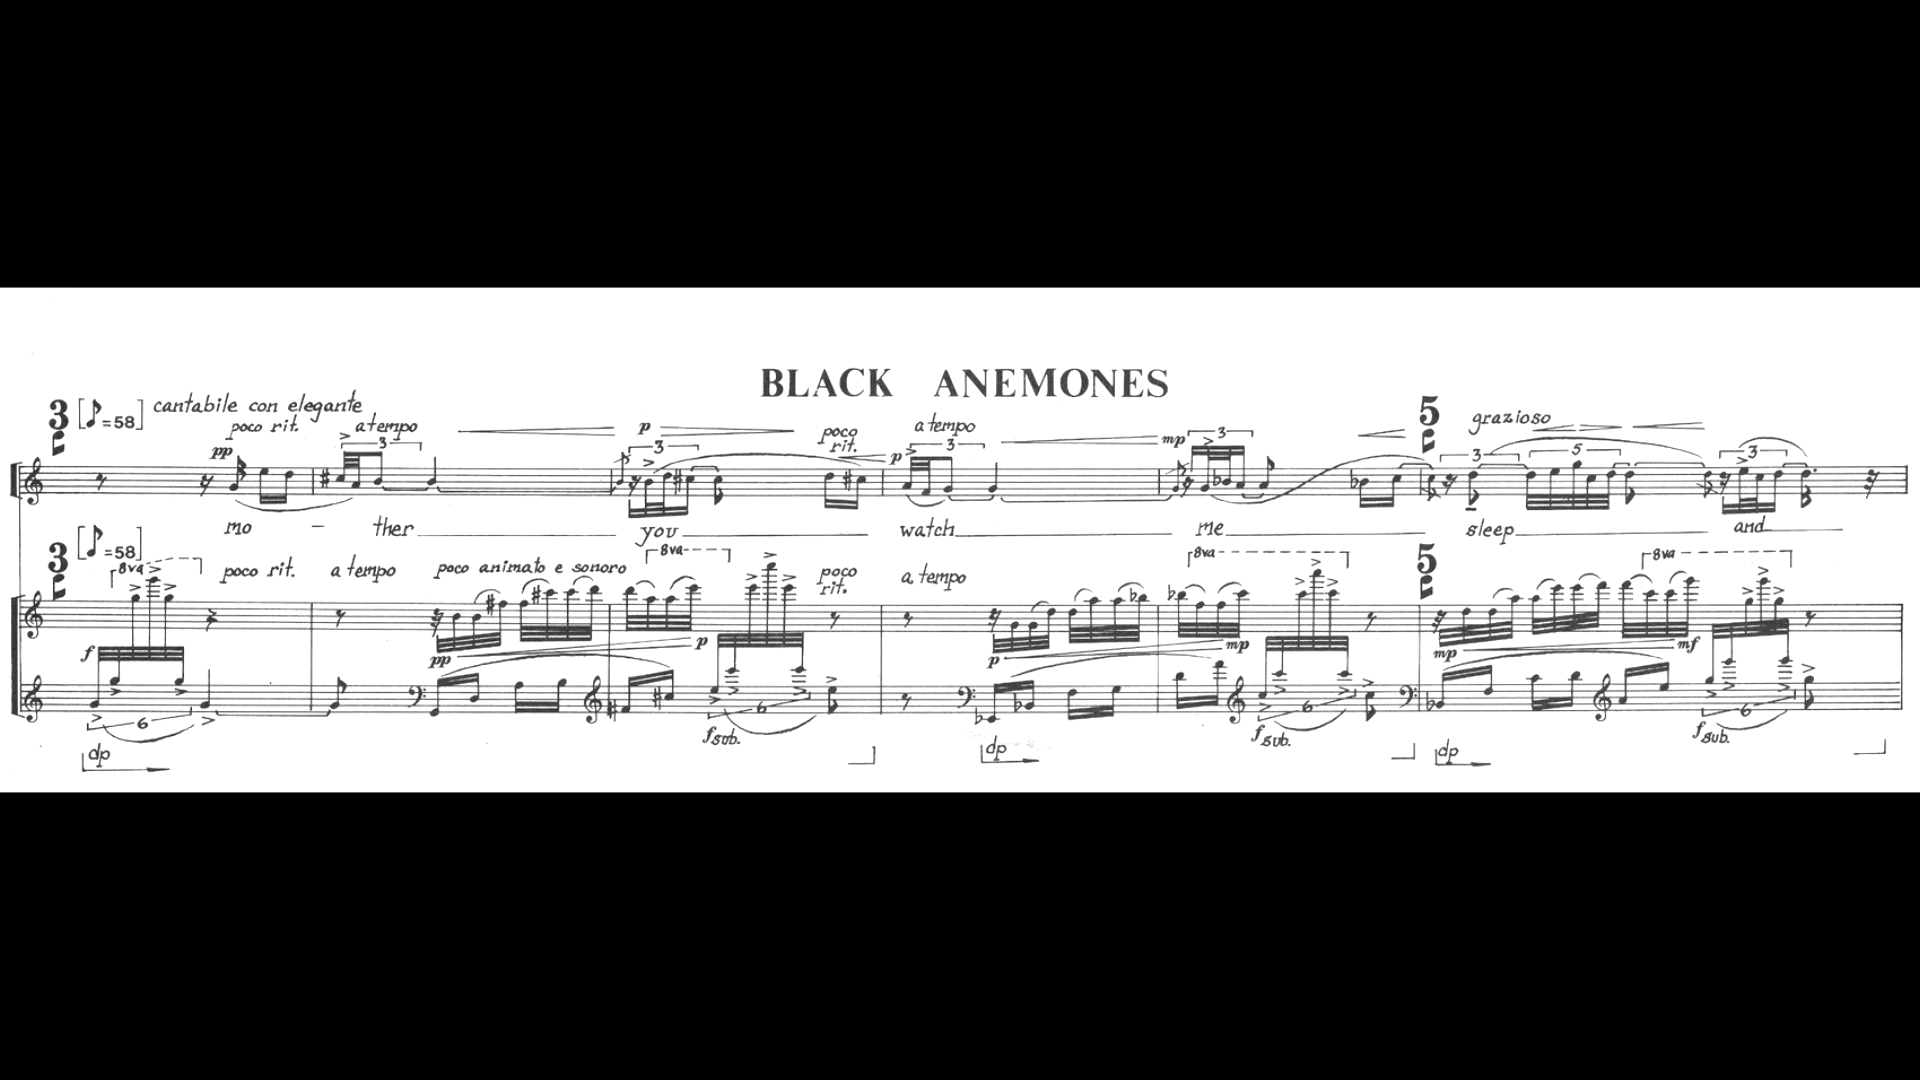 BLACK ANEMONES
3 [♪=58] cantabile con elegante 5 grazioso
poco rit. a tempo p poco rit. a tempo
pp 3 3 p 3 mp 3 3 5 3
mo - ther you watch me sleep and
3 [♪=58] 8va 8va 8va 5 8va
poco rit. a tempo poco animato e sonoro poco rit. a tempo
f pp p p mp mp mf
6 6 6 6
f sub. f sub. f sub.
dp dp dp